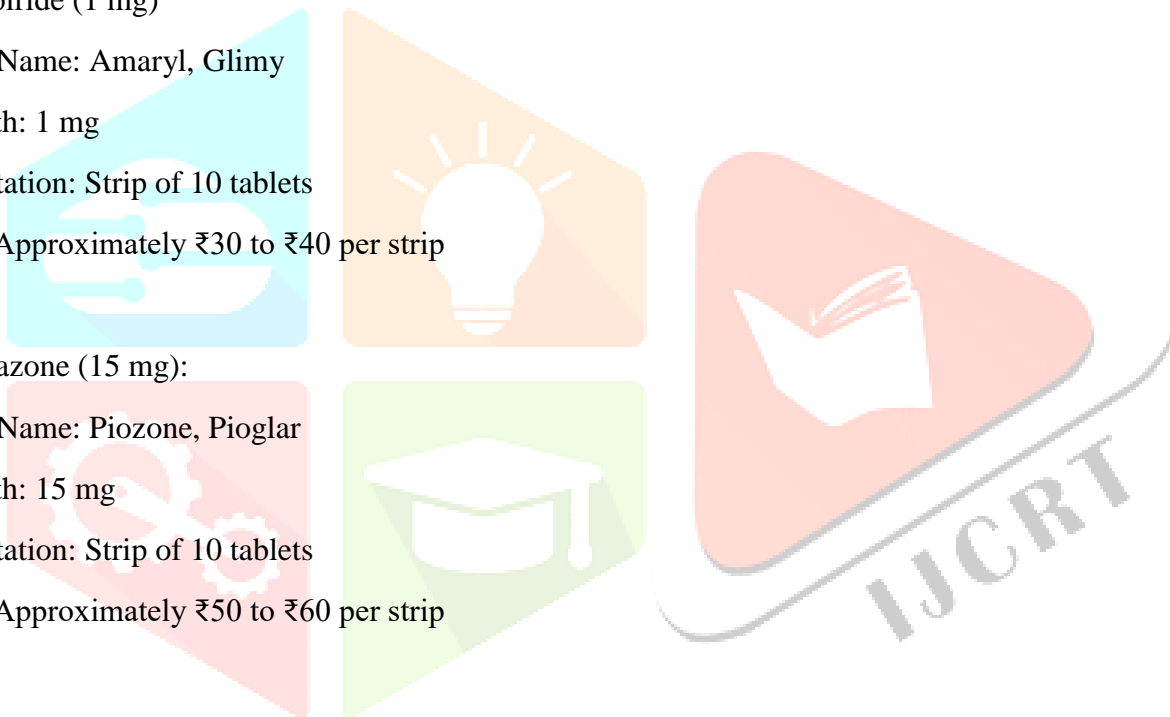 piride (1 mg)
Name: Amaryl, Glimy
th: 1 mg
tation: Strip of 10 tablets
Approximately ₹30 to ₹40 per strip
azone (15 mg):
Name: Piozone, Pioglar
th: 15 mg
tation: Strip of 10 tablets
Approximately ₹50 to ₹60 per strip
IJCRT